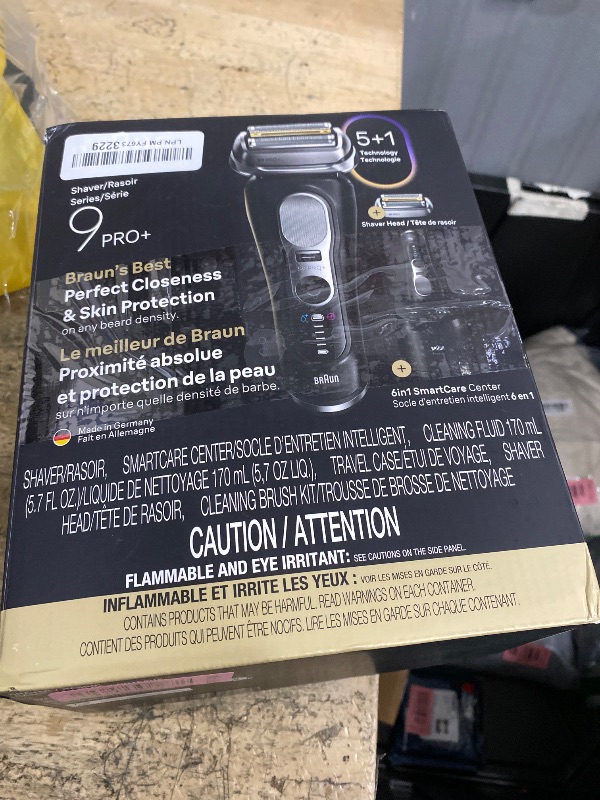 LPN PM FY673 3229
5+1
Technology
Technologie
Shaver/Rasoir
Series/Série
9 PRO+
Shaver Head / Tête de rasoir
Braun's Best
Perfect Closeness
& Skin Protection
on any beard density.
Le meilleur de Braun
Proximité absolue
et protection de la peau
sur n'importe quelle densité de barbe.
BRAUN
6in1 SmartCare Center
Socle d'entretien intelligent 6 en 1
Made in Germany
Fait en Allemagne
SHAVER/RASOIR, SMARTCARE CENTER/SOCLE D'ENTRETIEN INTELLIGENT, CLEANING FLUID 170 mL
(5.7 FL OZ.)/LIQUIDE DE NETTOYAGE 170 mL (5,7 OZ LIQ.), TRAVEL CASE/ÉTUI DE VOYAGE, SHAVER
HEAD/TÊTE DE RASOIR, CLEANING BRUSH KIT/TROUSSE DE BROSSE DE NETTOYAGE
CAUTION / ATTENTION
FLAMMABLE AND EYE IRRITANT: SEE CAUTIONS ON THE SIDE PANEL.
INFLAMMABLE ET IRRITE LES YEUX : VOIR LES MISES EN GARDE SUR LE CÔTÉ.
CONTAINS PRODUCTS THAT MAY BE HARMFUL. READ WARNINGS ON EACH CONTAINER.
CONTIENT DES PRODUITS QUI PEUVENT ÊTRE NOCIFS. LIRE LES MISES EN GARDE SUR CHAQUE CONTENANT.